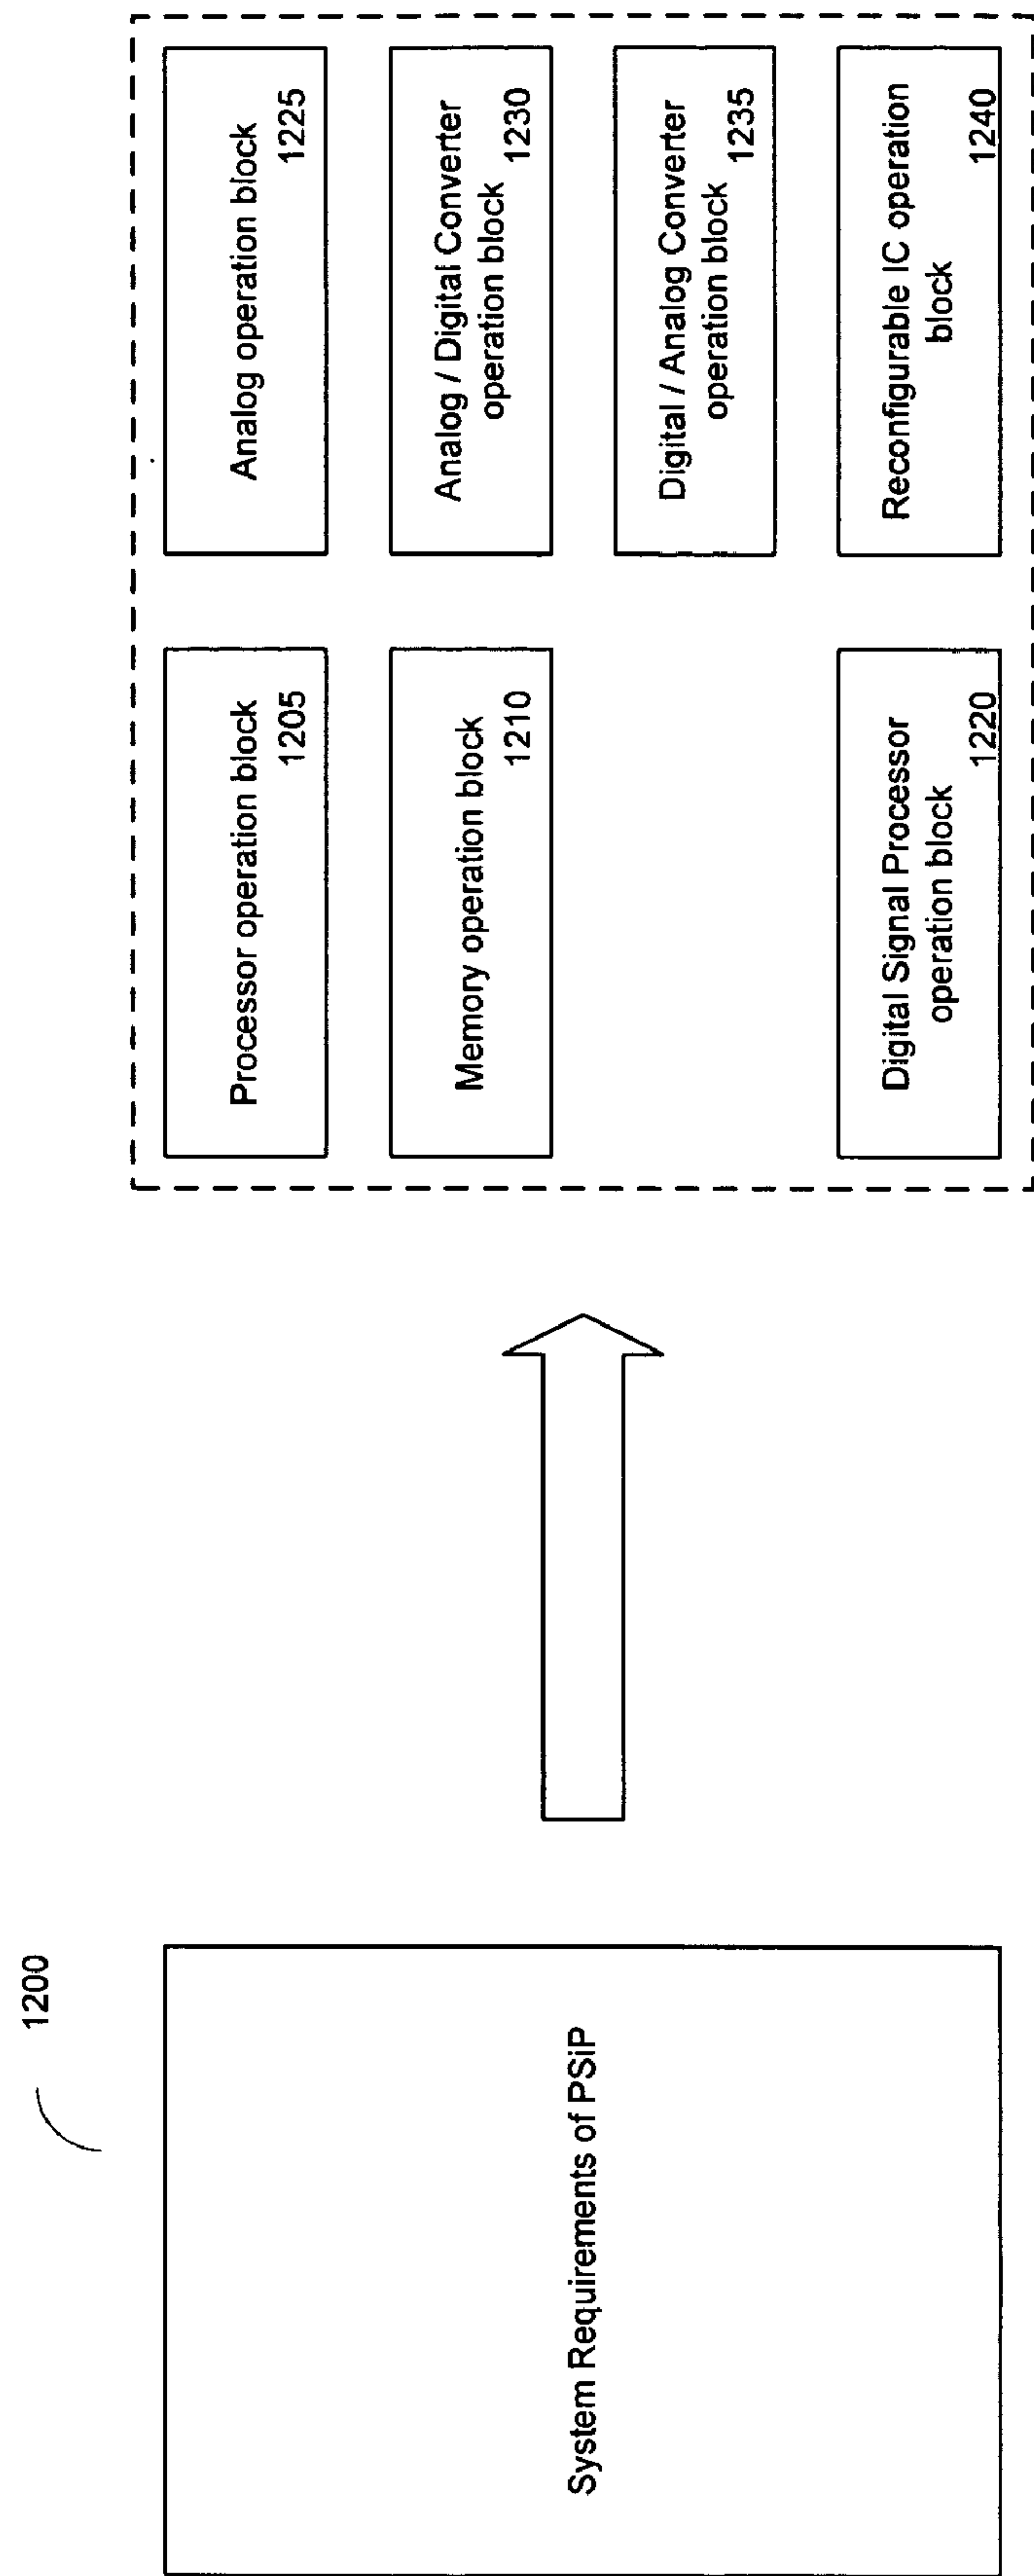 1200
System Requirements of PSiP
Processor operation block
1205
Memory operation block
1210
Digital Signal Processor
operation block
1220
Analog operation block
1225
Analog / Digital Converter
operation block
1230
Digital / Analog Converter
operation block
1235
Reconfigurable IC operation
block
1240